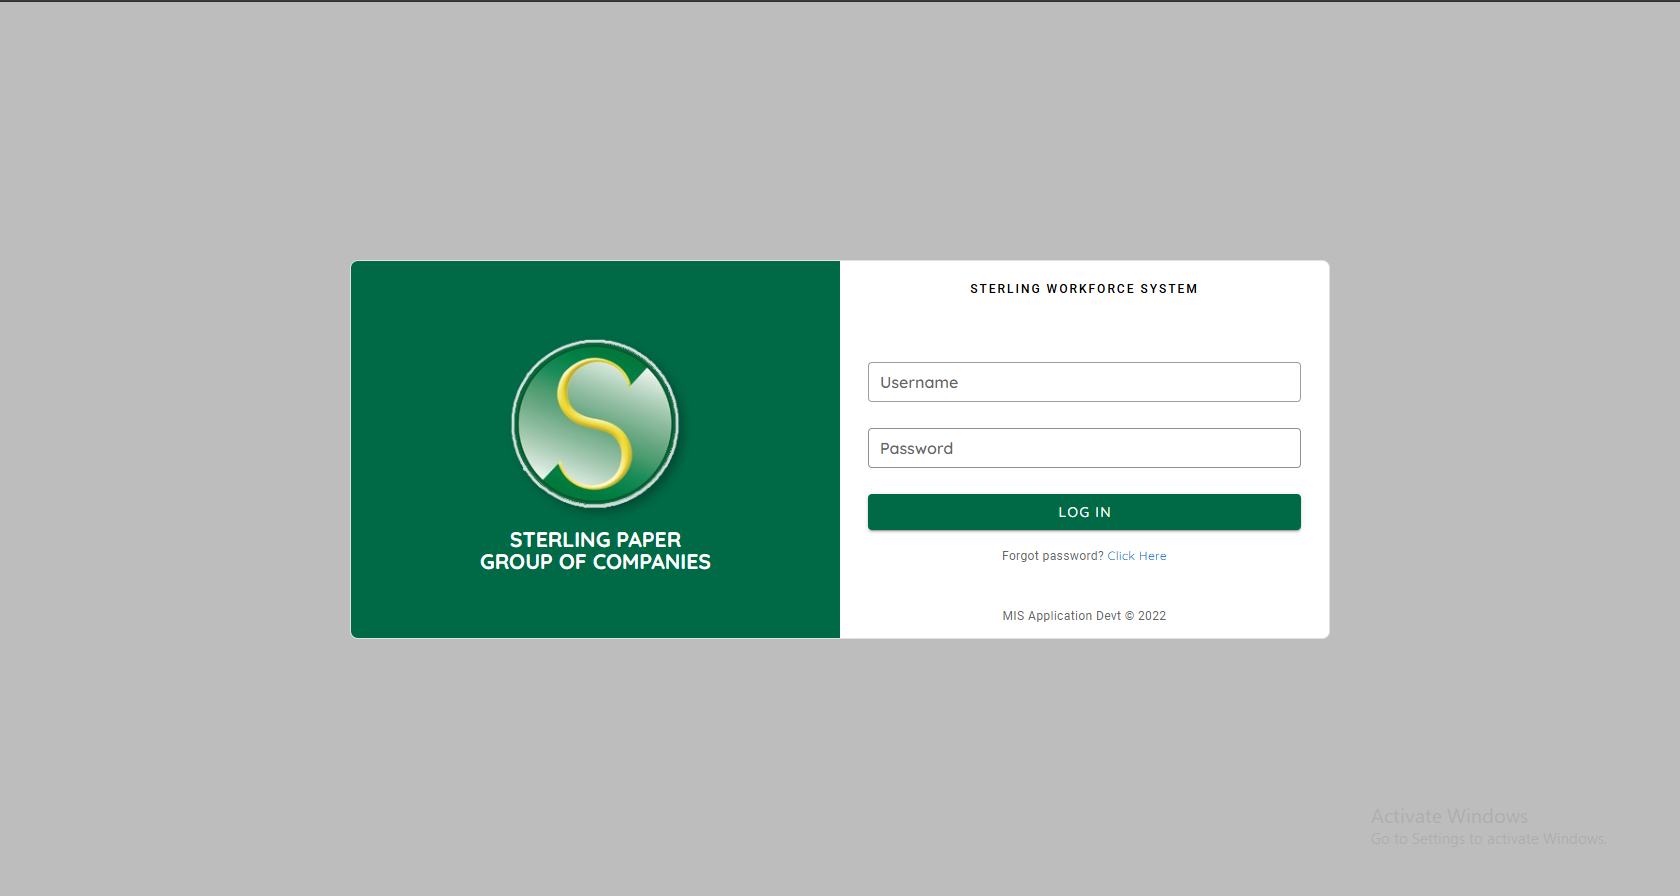 STERLING PAPER
GROUP OF COMPANIES
STERLING WORKFORCE SYSTEM
Username
Password
LOG IN
Forgot password? Click Here
MIS Application Devt © 2022
Activate Windows
Go to Settings to activate Windows.